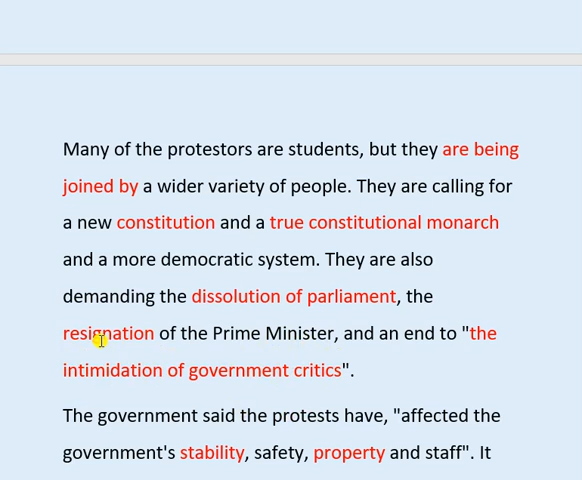 Many of the protestors are students, but they are being
joined by a wider variety of people. They are calling for
a new constitution and a true constitutional monarch
and a more democratic system. They are also
demanding the dissolution of parliament, the
resignation of the Prime Minister, and an end to "the
intimidation of government critics".
The government said the protests have, "affected the
government's stability, safety, property and staff". It